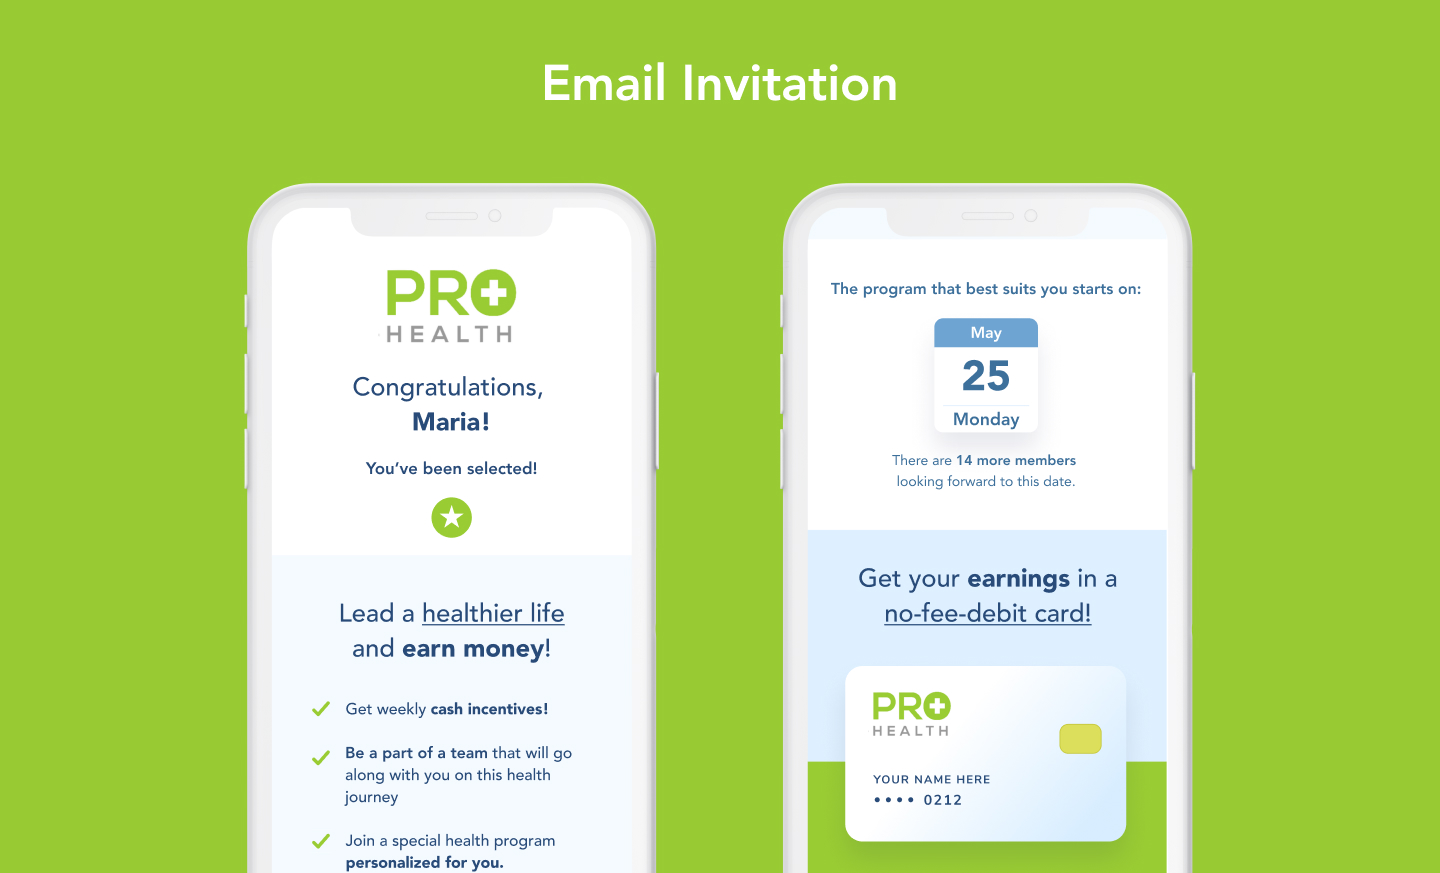 Email Invitation
PRO
HEALTH
Congratulations,
Maria!
You’ve been selected!
Lead a healthier life
and earn money!
Get weekly cash incentives!
Be a part of a team that will go
along with you on this health
journey
Join a special health program
personalized for you.
The program that best suits you starts on:
May
25
Monday
There are 14 more members
looking forward to this date.
Get your earnings in a
no-fee-debit card!
PRO
HEALTH
YOUR NAME HERE
•••• 0212